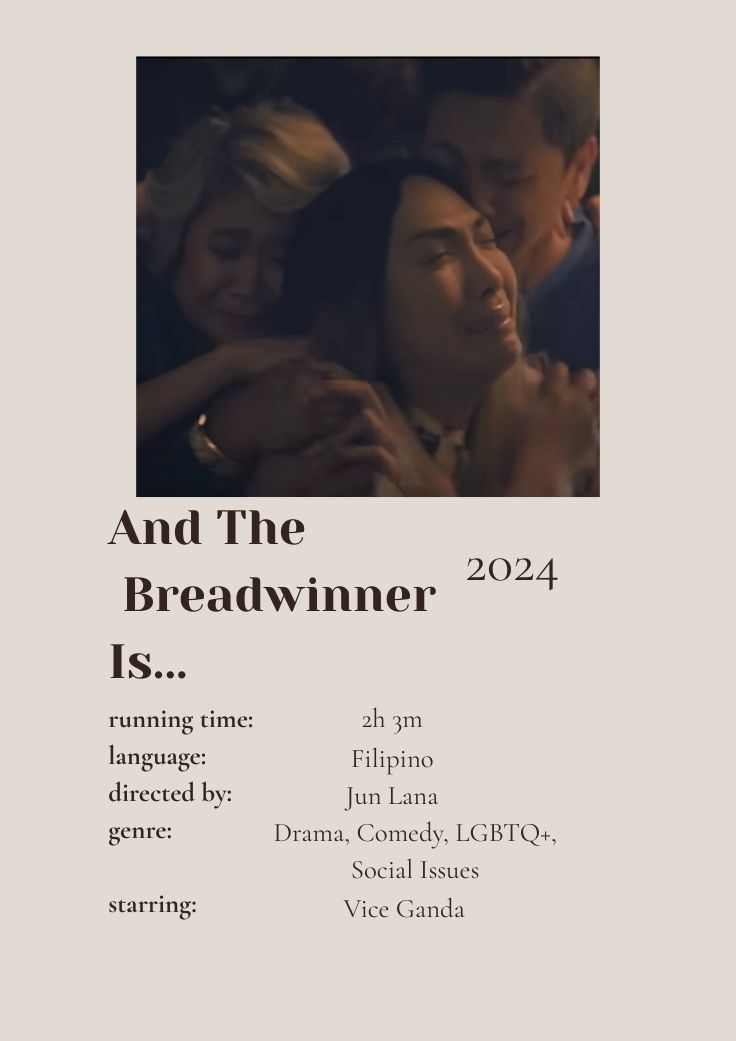 And The
Breadwinner
2024
Is...
running time: 2h 3m
language: Filipino
directed by: Jun Lana
genre: Drama, Comedy, LGBTQ+,
Social Issues
starring: Vice Ganda